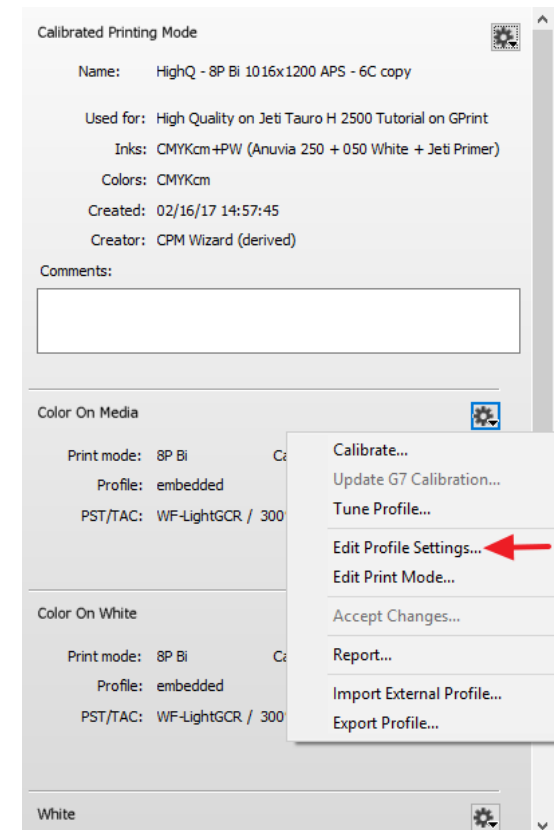 Calibrated Printing Mode
Name: HighQ - 8P Bi 1016x1200 APS - 6C copy
Used for: High Quality on Jeti Tauro H 2500 Tutorial on GPrint
Inks: CMYKcm+PW (Anuvia 250 + 050 White + Jeti Primer)
Colors: CMYKcm
Created: 02/16/17 14:57:45
Creator: CPM Wizard (derived)
Comments:
Color On Media
Print mode: 8P Bi
Profile: embedded
PST/TAC: WF-LightGCR / 300
Calibrate...
Update G7 Calibration...
Tune Profile...
Edit Profile Settings...
Edit Print Mode...
Accept Changes...
Report...
Import External Profile...
Export Profile...
Color On White
Print mode: 8P Bi
Profile: embedded
PST/TAC: WF-LightGCR / 300
White